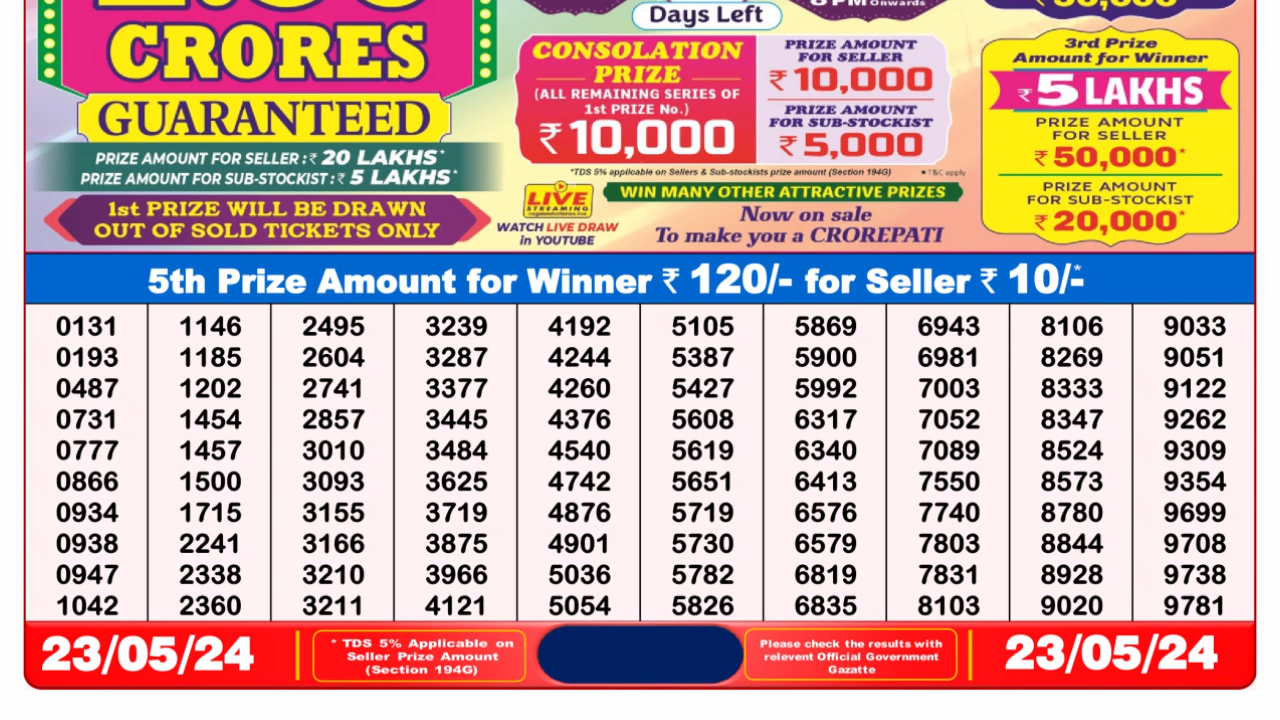 CRORES
GUARANTEED
PRIZE AMOUNT FOR SELLER :₹ 20 LAKHS*
PRIZE AMOUNT FOR SUB-STOCKIST :₹ 5 LAKHS*
1st PRIZE WILL BE DRAWN
OUT OF SOLD TICKETS ONLY
Days Left
8 PM Onwards
CONSOLATION
PRIZE
(ALL REMAINING SERIES OF
1st PRIZE No.)
₹10,000
PRIZE AMOUNT
FOR SELLER
₹10,000
PRIZE AMOUNT
FOR SUB-STOCKIST
₹5,000
*TDS 5% applicable on Sellers & Sub-stockists prize amount (Section 194G)
★T&C apply
LIVE
STREAMING
WATCH LIVE DRAW
in YOUTUBE
WIN MANY OTHER ATTRACTIVE PRIZES
Now on sale
To make you a CROREPATI
3rd Prize
Amount for Winner
₹5 LAKHS
PRIZE AMOUNT
FOR SELLER
₹50,000*
PRIZE AMOUNT
FOR SUB-STOCKIST
₹20,000*
5th Prize Amount for Winner ₹ 120/- for Seller ₹ 10/-*
0131 1146 2495 3239 4192 5105 5869 6943 8106 9033
0193 1185 2604 3287 4244 5387 5900 6981 8269 9051
0487 1202 2741 3377 4260 5427 5992 7003 8333 9122
0731 1454 2857 3445 4376 5608 6317 7052 8347 9262
0777 1457 3010 3484 4540 5619 6340 7089 8524 9309
0866 1500 3093 3625 4742 5651 6413 7550 8573 9354
0934 1715 3155 3719 4876 5719 6576 7740 8780 9699
0938 2241 3166 3875 4901 5730 6579 7803 8844 9708
0947 2338 3210 3966 5036 5782 6819 7831 8928 9738
1042 2360 3211 4121 5054 5826 6835 8103 9020 9781
23/05/24
* TDS 5% Applicable on
Seller Prize Amount
(Section 194G)
Please check the results with
relevent Official Government
Gazatte
23/05/24